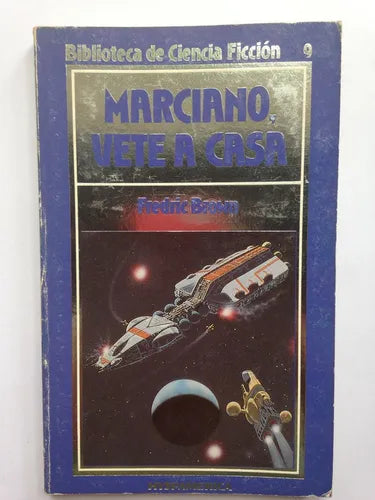 Biblioteca de Ciencia Ficción 9
MARCIANO,
VETE A CASA
Fredric Brown